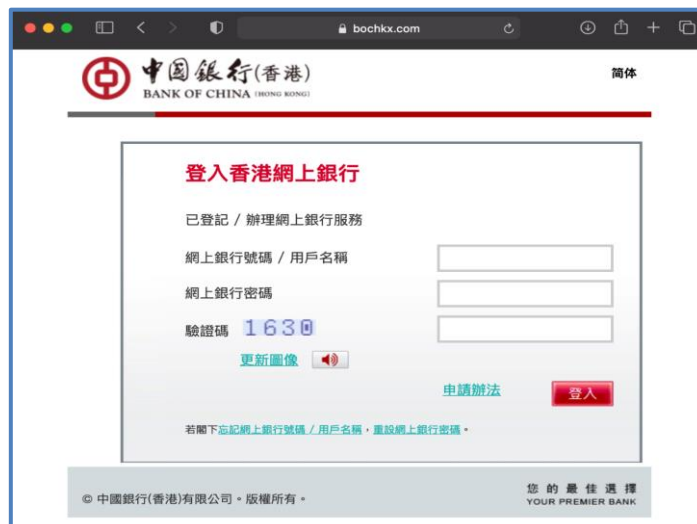 bochkx.com
中國銀行(香港)
BANK OF CHINA (HONG KONG)
简体
登入香港網上銀行
已登記 / 辦理網上銀行服務
網上銀行號碼 / 用戶名稱
網上銀行密碼
驗證碼 1630
更新圖像
申請辦法
登入
若閣下忘記網上銀行號碼 / 用戶名稱，重設網上銀行密碼。
© 中國銀行(香港)有限公司。版權所有。
您的最佳選擇
YOUR PREMIER BANK